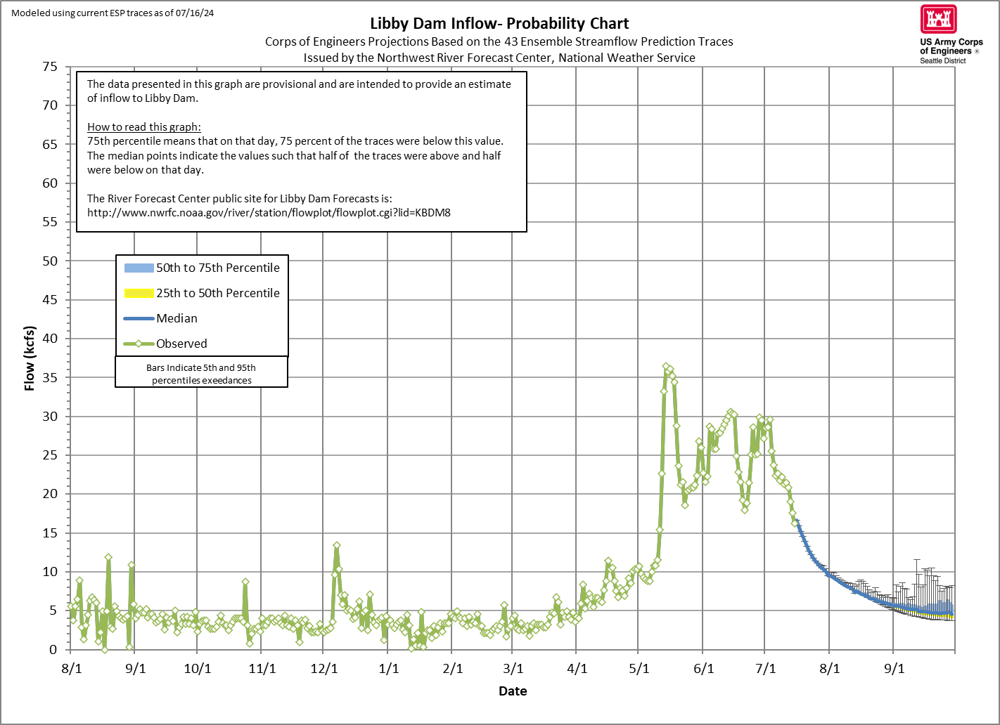 Modeled using current ESP traces as of 07/16/24
Libby Dam Inflow- Probability Chart
Corps of Engineers Projections Based on the 43 Ensemble Streamflow Prediction Traces
Issued by the Northwest River Forecast Center, National Weather Service
US Army Corps
of Engineers ®
Seattle District
The data presented in this graph are provisional and are intended to provide an estimate
of inflow to Libby Dam.
How to read this graph:
75th percentile means that on that day, 75 percent of the traces were below this value.
The median points indicate the values such that half of the traces were above and half
were below on that day.
The River Forecast Center public site for Libby Dam Forecasts is:
http://www.nwrfc.noaa.gov/river/station/flowplot/flowplot.cgi?lid=KBDM8
50th to 75th Percentile
25th to 50th Percentile
Median
Observed
Bars Indicate 5th and 95th
percentiles exeedances
Flow (kcfs)
75
70
65
60
55
50
45
40
35
30
25
20
15
10
5
0
8/1 9/1 10/1 11/1 12/1 1/1 2/1 3/1 4/1 5/1 6/1 7/1 8/1 9/1
Date